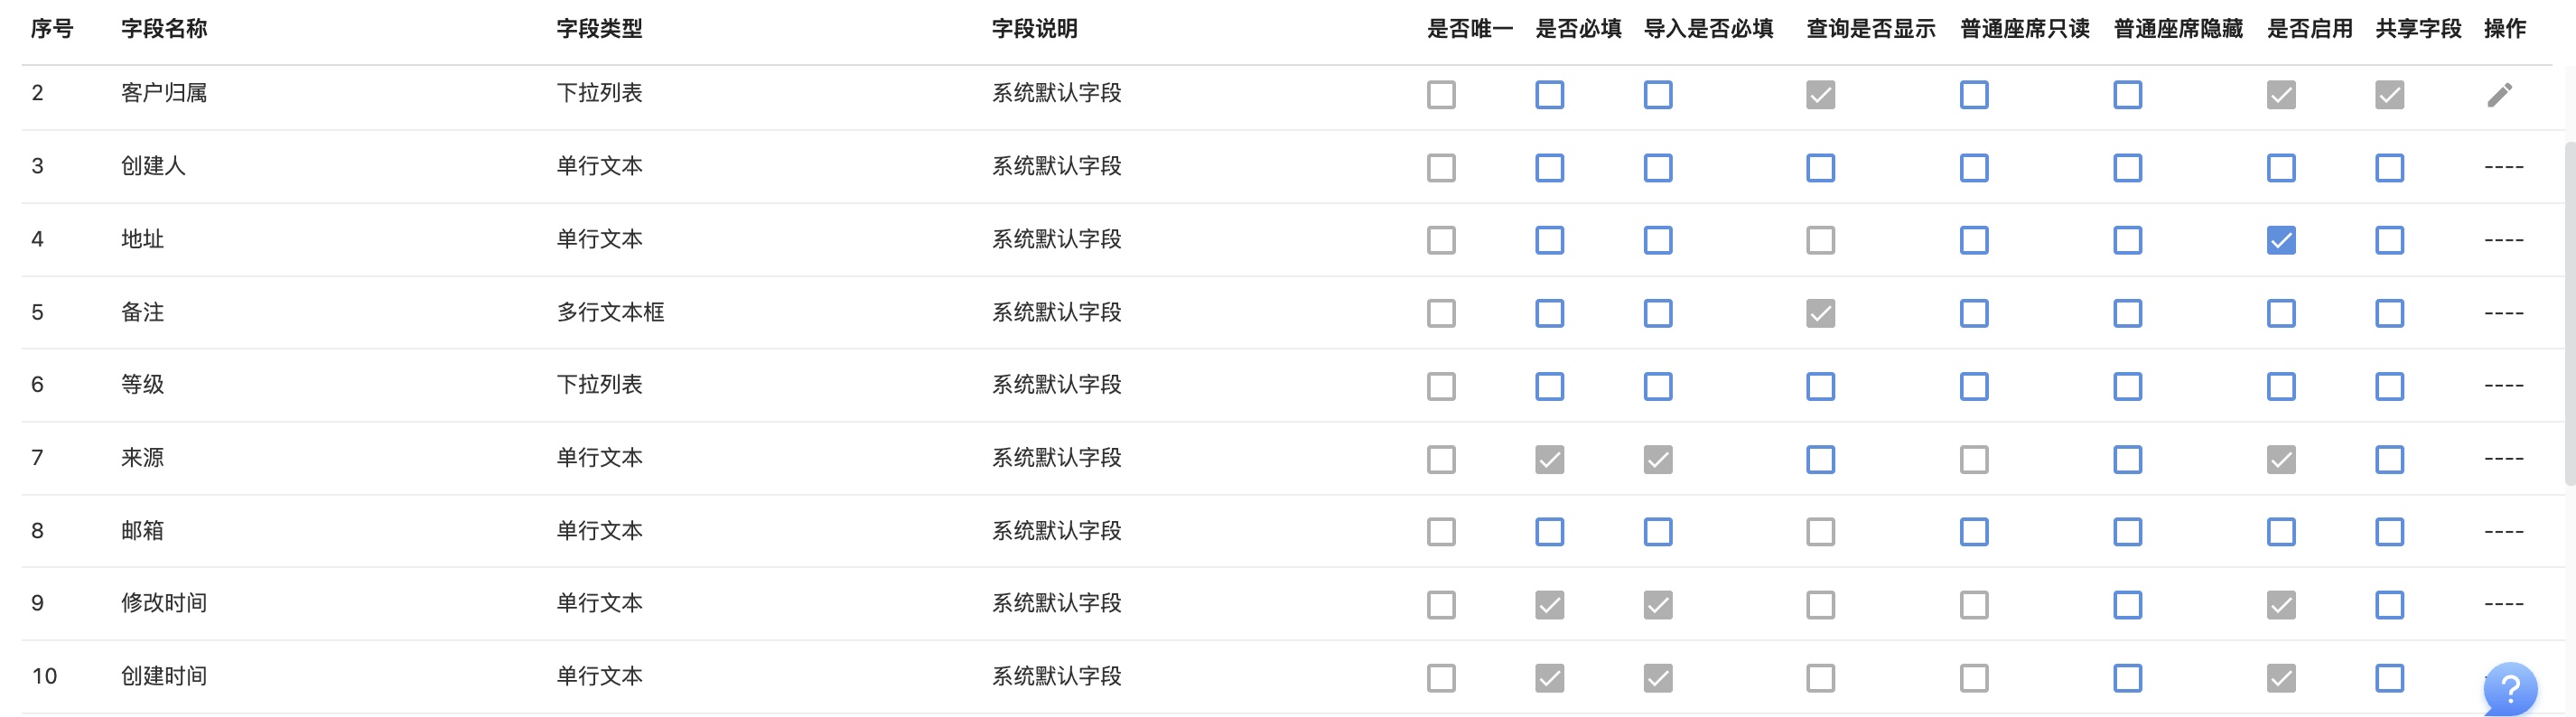 序号 字段名称 字段类型 字段说明 是否唯一 是否必填 导入是否必填 查询是否显示 普通座席只读 普通座席隐藏 是否启用 共享字段 操作
2 客户归属 下拉列表 系统默认字段
3 创建人 单行文本 系统默认字段 ----
4 地址 单行文本 系统默认字段 ----
5 备注 多行文本框 系统默认字段 ----
6 等级 下拉列表 系统默认字段 ----
7 来源 单行文本 系统默认字段 ----
8 邮箱 单行文本 系统默认字段 ----
9 修改时间 单行文本 系统默认字段 ----
10 创建时间 单行文本 系统默认字段
?